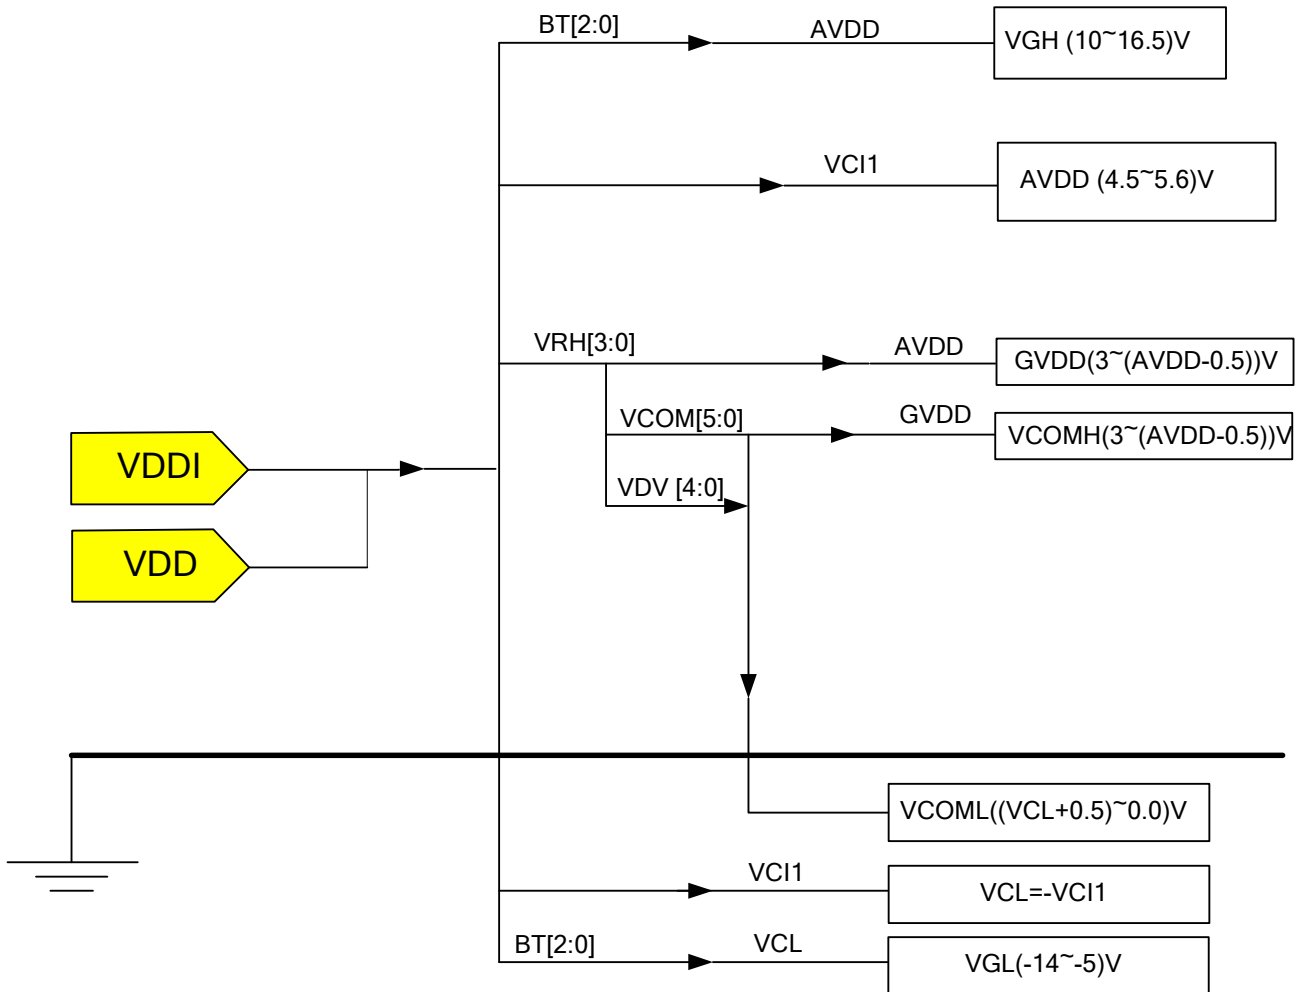 BT[2:0]
AVDD
VGH (10~16.5)V
VCI1
AVDD (4.5~5.6)V
VRH[3:0]
AVDD
GVDD(3~(AVDD-0.5))V
VCOM[5:0]
GVDD
VCOMH(3~(AVDD-0.5))V
VDDI
VDV [4:0]
VDD
VCOML((VCL+0.5)~0.0)V
VCI1
VCL=-VCI1
BT[2:0]
VCL
VGL(-14~-5)V